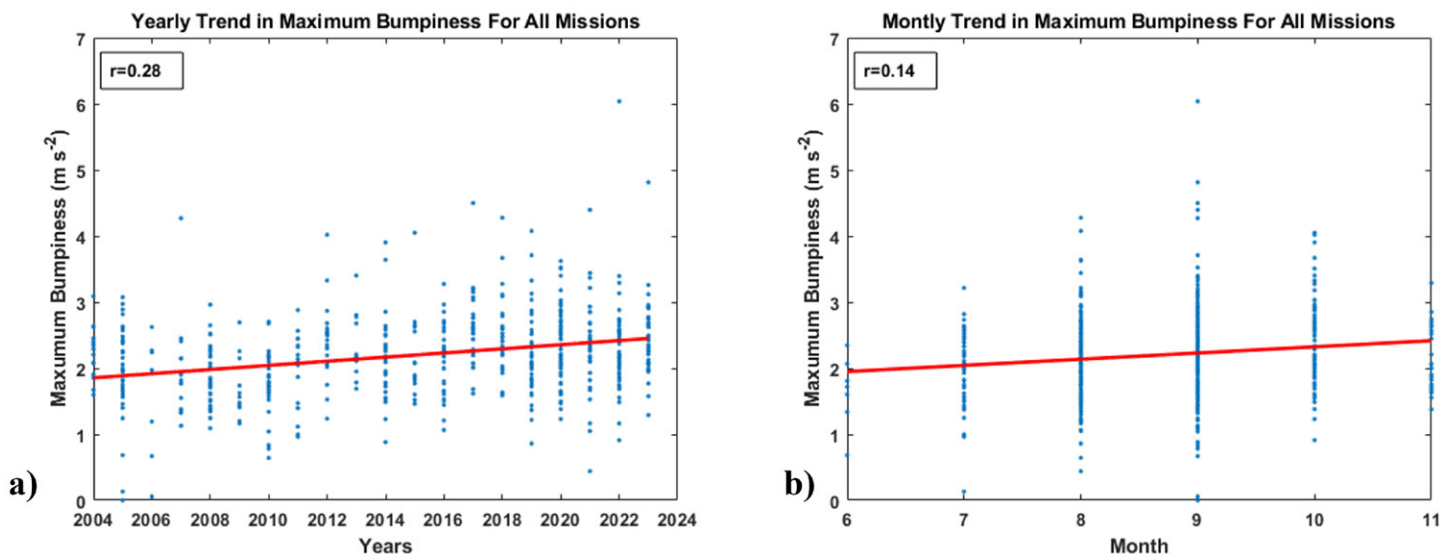 Yearly Trend in Maximum Bumpiness For All Missions
r=0.28
7
6
5
4
3
2
1
0
Maxumum Bumpiness (m s-2)
2004 2006 2008 2010 2012 2014 2016 2018 2020 2022 2024
Years
a)
Montly Trend in Maximum Bumpiness For All Missions
r=0.14
7
6
5
4
3
2
1
0
Maxumum Bumpiness (m s-2)
6 7 8 9 10 11
Month
b)